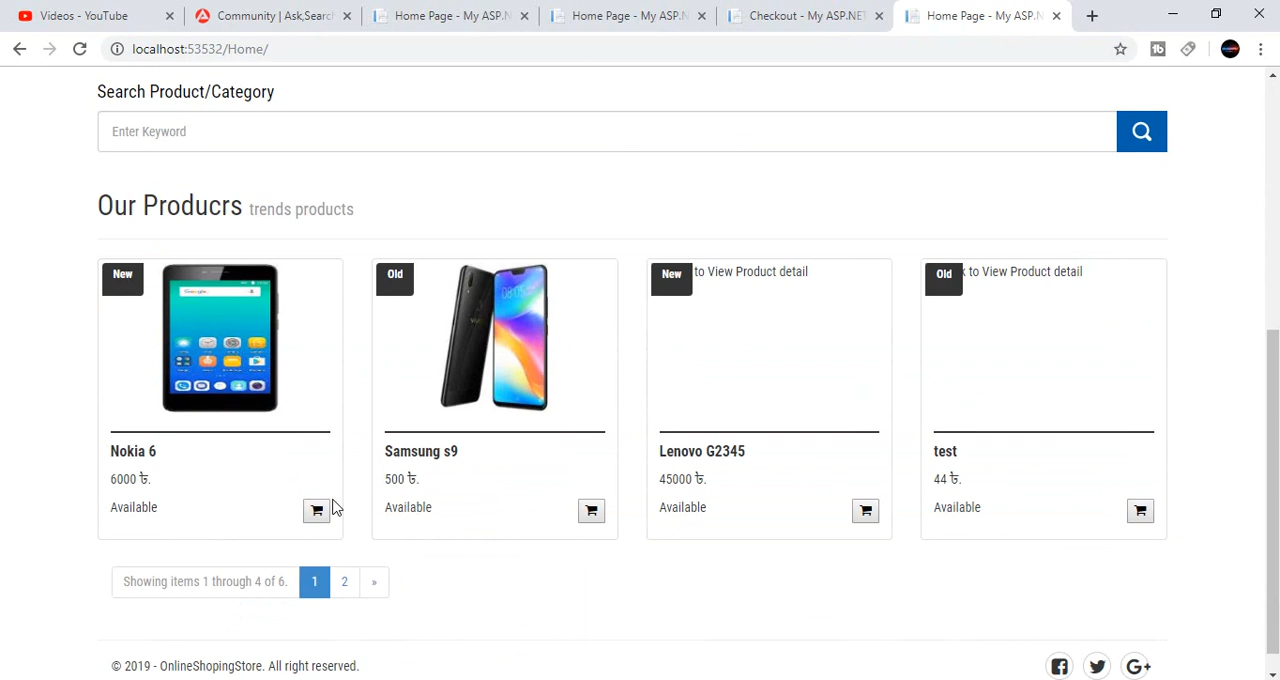 Videos - YouTube
Community | Ask,Searc
Home Page - My ASP.N
Home Page - My ASP.N
Checkout - My ASP.NET
Home Page - My ASP.N
localhost:53532/Home/
Search Product/Category
Enter Keyword
Our Producrs trends products
New
Old
New to View Product detail
Old k to View Product detail
Nokia 6
Samsung s9
Lenovo G2345
test
6000 ৳.
500 ৳.
45000 ৳.
44 ৳.
Available
Available
Available
Available
Showing items 1 through 4 of 6. 1 2 »
© 2019 - OnlineShopingStore. All right reserved.